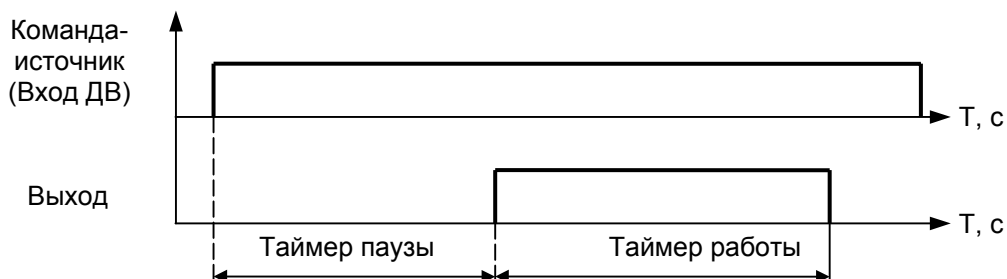 Команда-
источник
(Вход ДВ)
Т, с
Выход
Т, с
Таймер паузы
Таймер работы